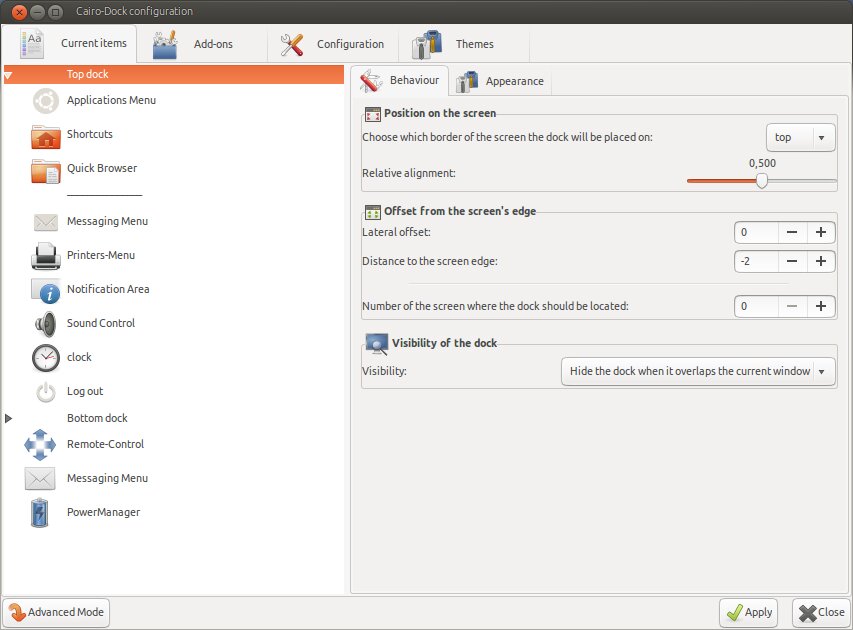 Cairo-Dock configuration
Current items
Add-ons
Configuration
Themes
Top dock
Applications Menu
Shortcuts
Quick Browser
Messaging Menu
Printers-Menu
Notification Area
Sound Control
clock
Log out
Bottom dock
Remote-Control
Messaging Menu
PowerManager
Behaviour
Appearance
Position on the screen
Choose which border of the screen the dock will be placed on:
top
Relative alignment:
0,500
Offset from the screen's edge
Lateral offset:
0
Distance to the screen edge:
-2
Number of the screen where the dock should be located:
0
Visibility of the dock
Visibility:
Hide the dock when it overlaps the current window
Advanced Mode
Apply
Close